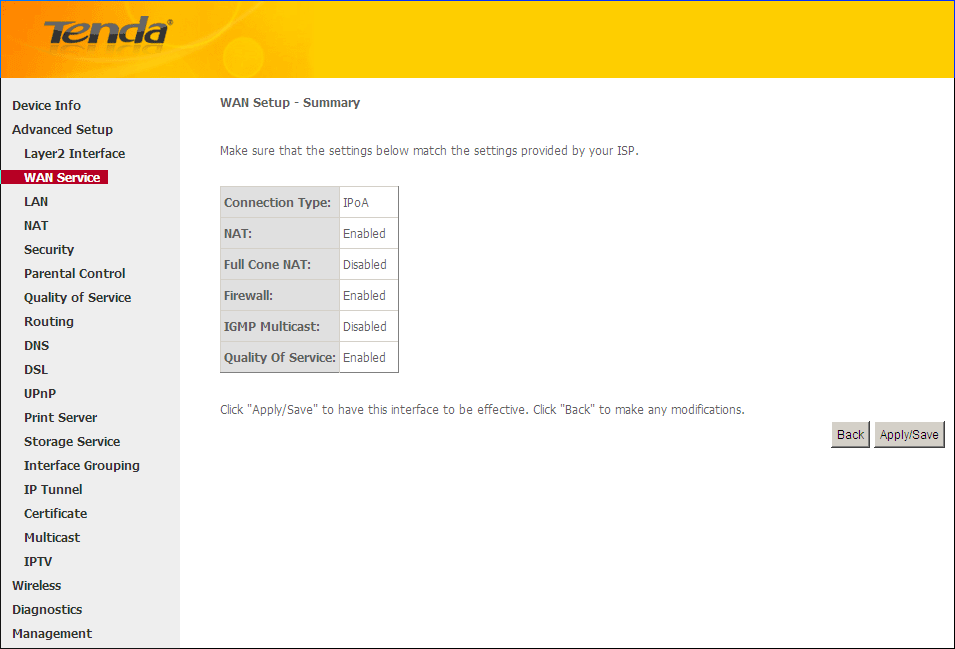 Tenda®
Device Info
Advanced Setup
Layer2 Interface
WAN Service
LAN
NAT
Security
Parental Control
Quality of Service
Routing
DNS
DSL
UPnP
Print Server
Storage Service
Interface Grouping
IP Tunnel
Certificate
Multicast
IPTV
Wireless
Diagnostics
Management
WAN Setup - Summary
Make sure that the settings below match the settings provided by your ISP.
Connection Type: IPoA
NAT: Enabled
Full Cone NAT: Disabled
Firewall: Enabled
IGMP Multicast: Disabled
Quality Of Service: Enabled
Click "Apply/Save" to have this interface to be effective. Click "Back" to make any modifications.
Back Apply/Save